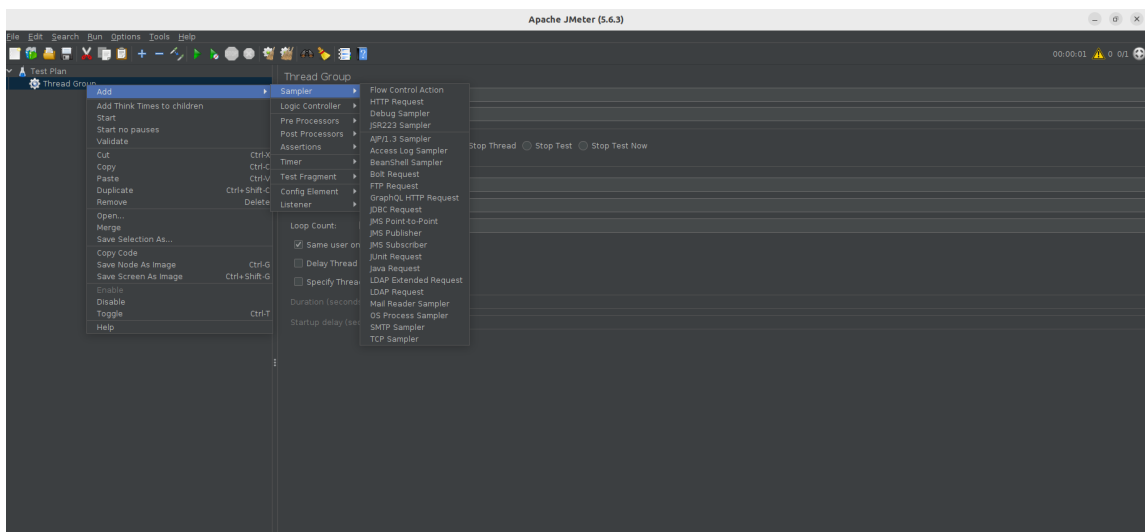 Apache JMeter (5.6.3)
File Edit Search Run Options Tools Help
00:00:01 0 0/1
Test Plan
Thread Group
Thread Group
Add
Add Think Times to children
Start
Start no pauses
Validate
Cut Ctrl-X
Copy Ctrl-C
Paste Ctrl-V
Duplicate Ctrl+Shift-C
Remove Delete
Open...
Merge
Save Selection As...
Copy Code
Save Node As Image Ctrl-G
Save Screen As Image Ctrl+Shift-G
Enable
Disable
Toggle Ctrl-T
Help
Sampler
Logic Controller
Pre Processors
Post Processors
Assertions
Timer
Test Fragment
Config Element
Listener
Flow Control Action
HTTP Request
Debug Sampler
JSR223 Sampler
AJP/1.3 Sampler
Access Log Sampler
BeanShell Sampler
Bolt Request
FTP Request
GraphQL HTTP Request
JDBC Request
JMS Point-to-Point
JMS Publisher
JMS Subscriber
JUnit Request
Java Request
LDAP Extended Request
LDAP Request
Mail Reader Sampler
OS Process Sampler
SMTP Sampler
TCP Sampler
Stop Thread Stop Test Stop Test Now
Loop Count:
Same user on
Delay Thread
Specify Threa
Duration (second
Startup delay (sec